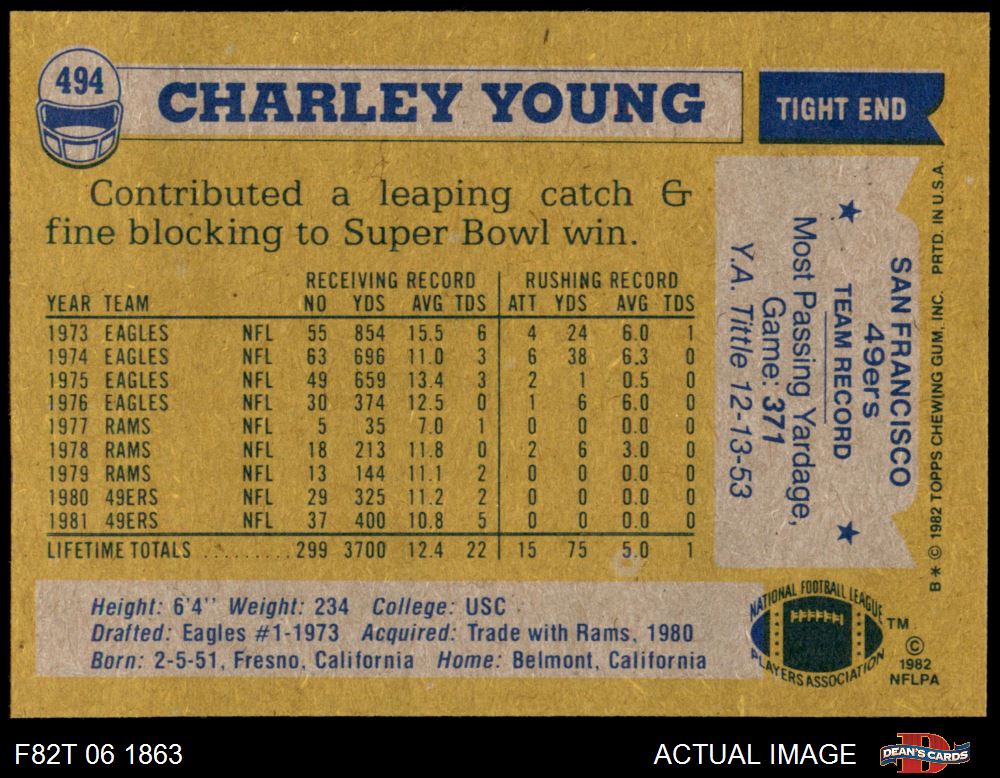 494
CHARLEY YOUNG
TIGHT END
Contributed a leaping catch &
fine blocking to Super Bowl win.
RECEIVING RECORD RUSHING RECORD
YEAR TEAM NO YDS AVG TDS ATT YDS AVG TDS
1973 EAGLES NFL 55 854 15.5 6 4 24 6.0 1
1974 EAGLES NFL 63 696 11.0 3 6 38 6.3 0
1975 EAGLES NFL 49 659 13.4 3 2 1 0.5 0
1976 EAGLES NFL 30 374 12.5 0 1 6 6.0 0
1977 RAMS NFL 5 35 7.0 1 0 0 0.0 0
1978 RAMS NFL 18 213 11.8 0 2 6 3.0 0
1979 RAMS NFL 13 144 11.1 2 0 0 0.0 0
1980 49ERS NFL 29 325 11.2 2 0 0 0.0 0
1981 49ERS NFL 37 400 10.8 5 0 0 0.0 0
LIFETIME TOTALS ......... 299 3700 12.4 22 15 75 5.0 1
SAN FRANCISCO
49ers
★ TEAM RECORD ★
Most Passing Yardage,
Game: 371
Y.A. Tittle 12-13-53
B * © 1982 TOPPS CHEWING GUM, INC. PRTD. IN U.S.A.
Height: 6'4" Weight: 234 College: USC
Drafted: Eagles #1-1973 Acquired: Trade with Rams, 1980
Born: 2-5-51, Fresno, California Home: Belmont, California
NATIONAL FOOTBALL LEAGUE
PLAYERS ASSOCIATION
TM
©
1982
NFLPA
F82T 06 1863
ACTUAL IMAGE
DEAN'S CARDS